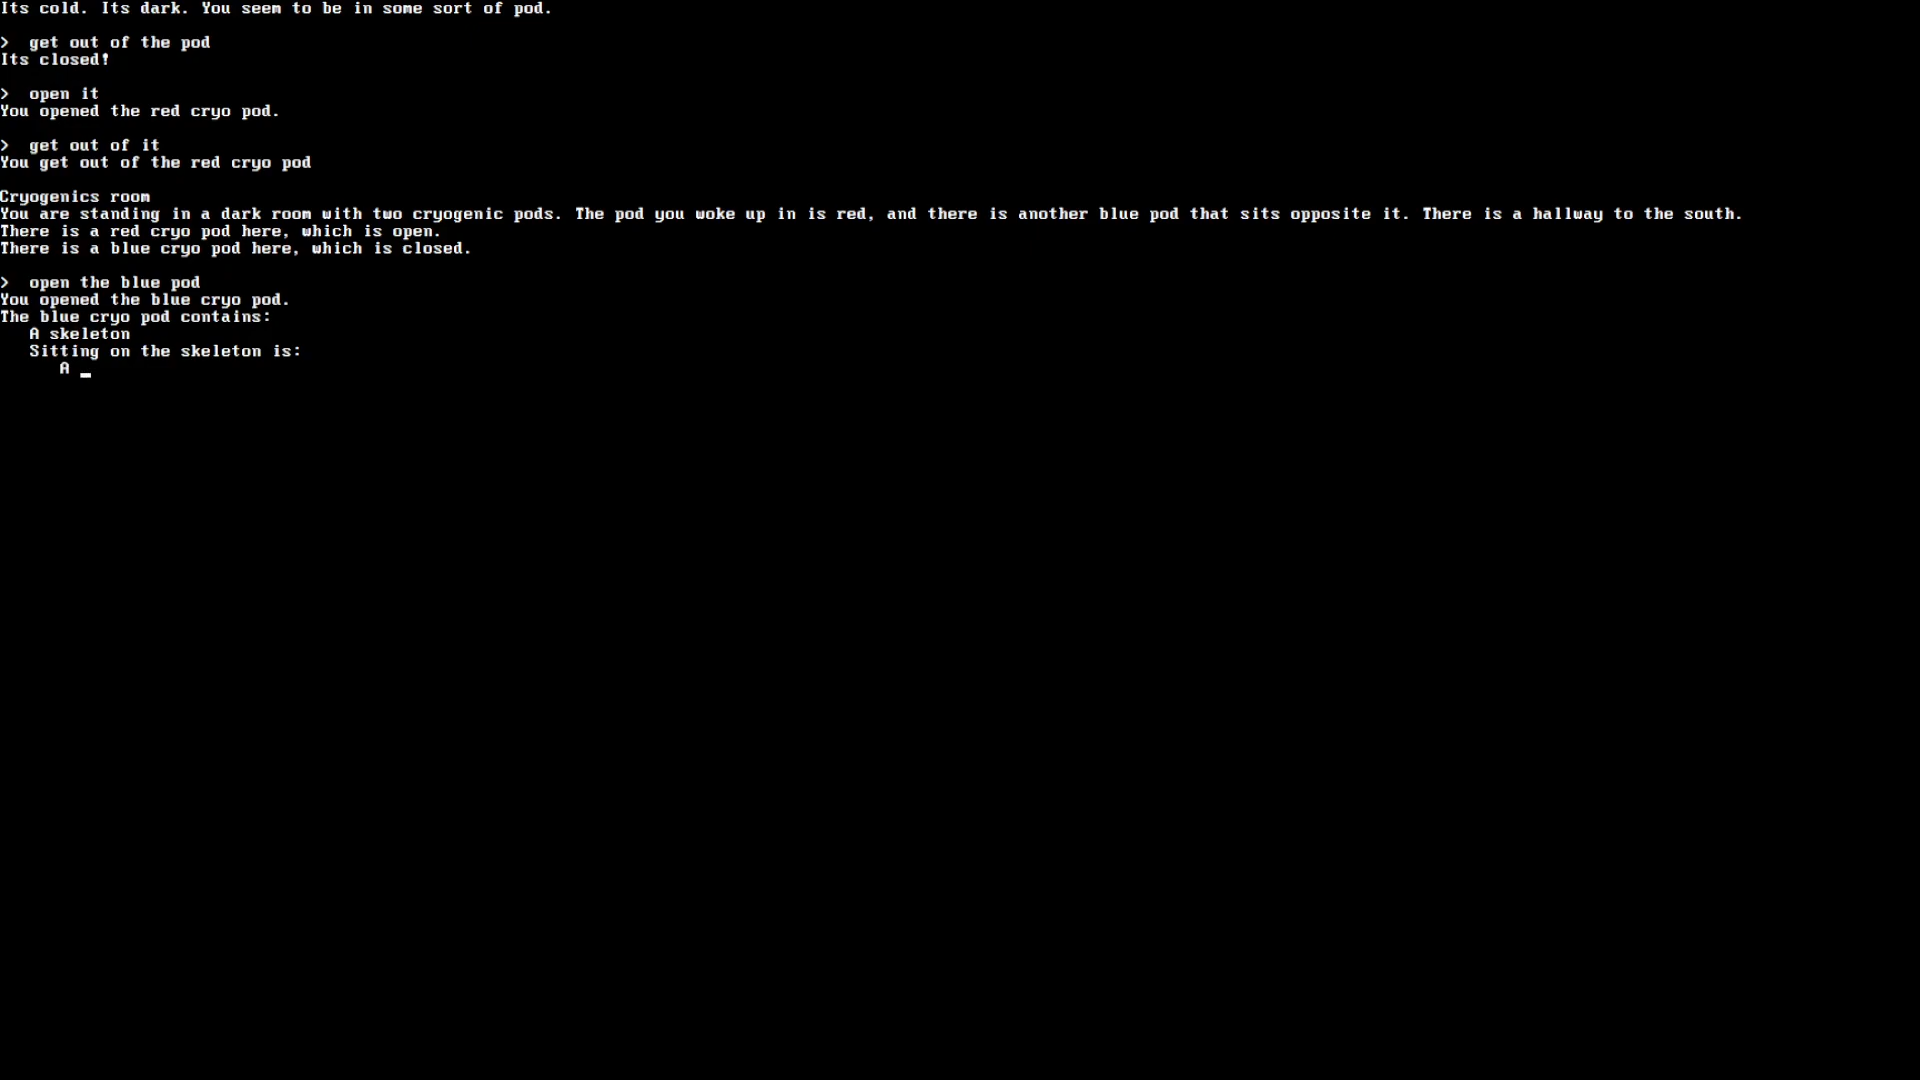 Its cold. Its dark. You seem to be in some sort of pod.
> get out of the pod
Its closed!
> open it
You opened the red cryo pod.
> get out of it
You get out of the red cryo pod
Cryogenics room
You are standing in a dark room with two cryogenic pods. The pod you woke up in is red, and there is another blue pod that sits opposite it. There is a hallway to the south.
There is a red cryo pod here, which is open.
There is a blue cryo pod here, which is closed.
> open the blue pod
You opened the blue cryo pod.
The blue cryo pod contains:
A skeleton
Sitting on the skeleton is:
A _